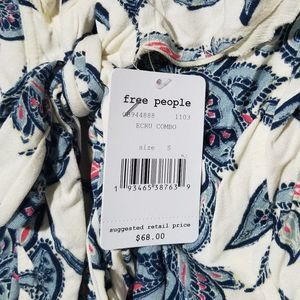 free people
OB944888 1103
ECRU COMBO
size S
1 93465 38763 9
suggested retail price
$68.00